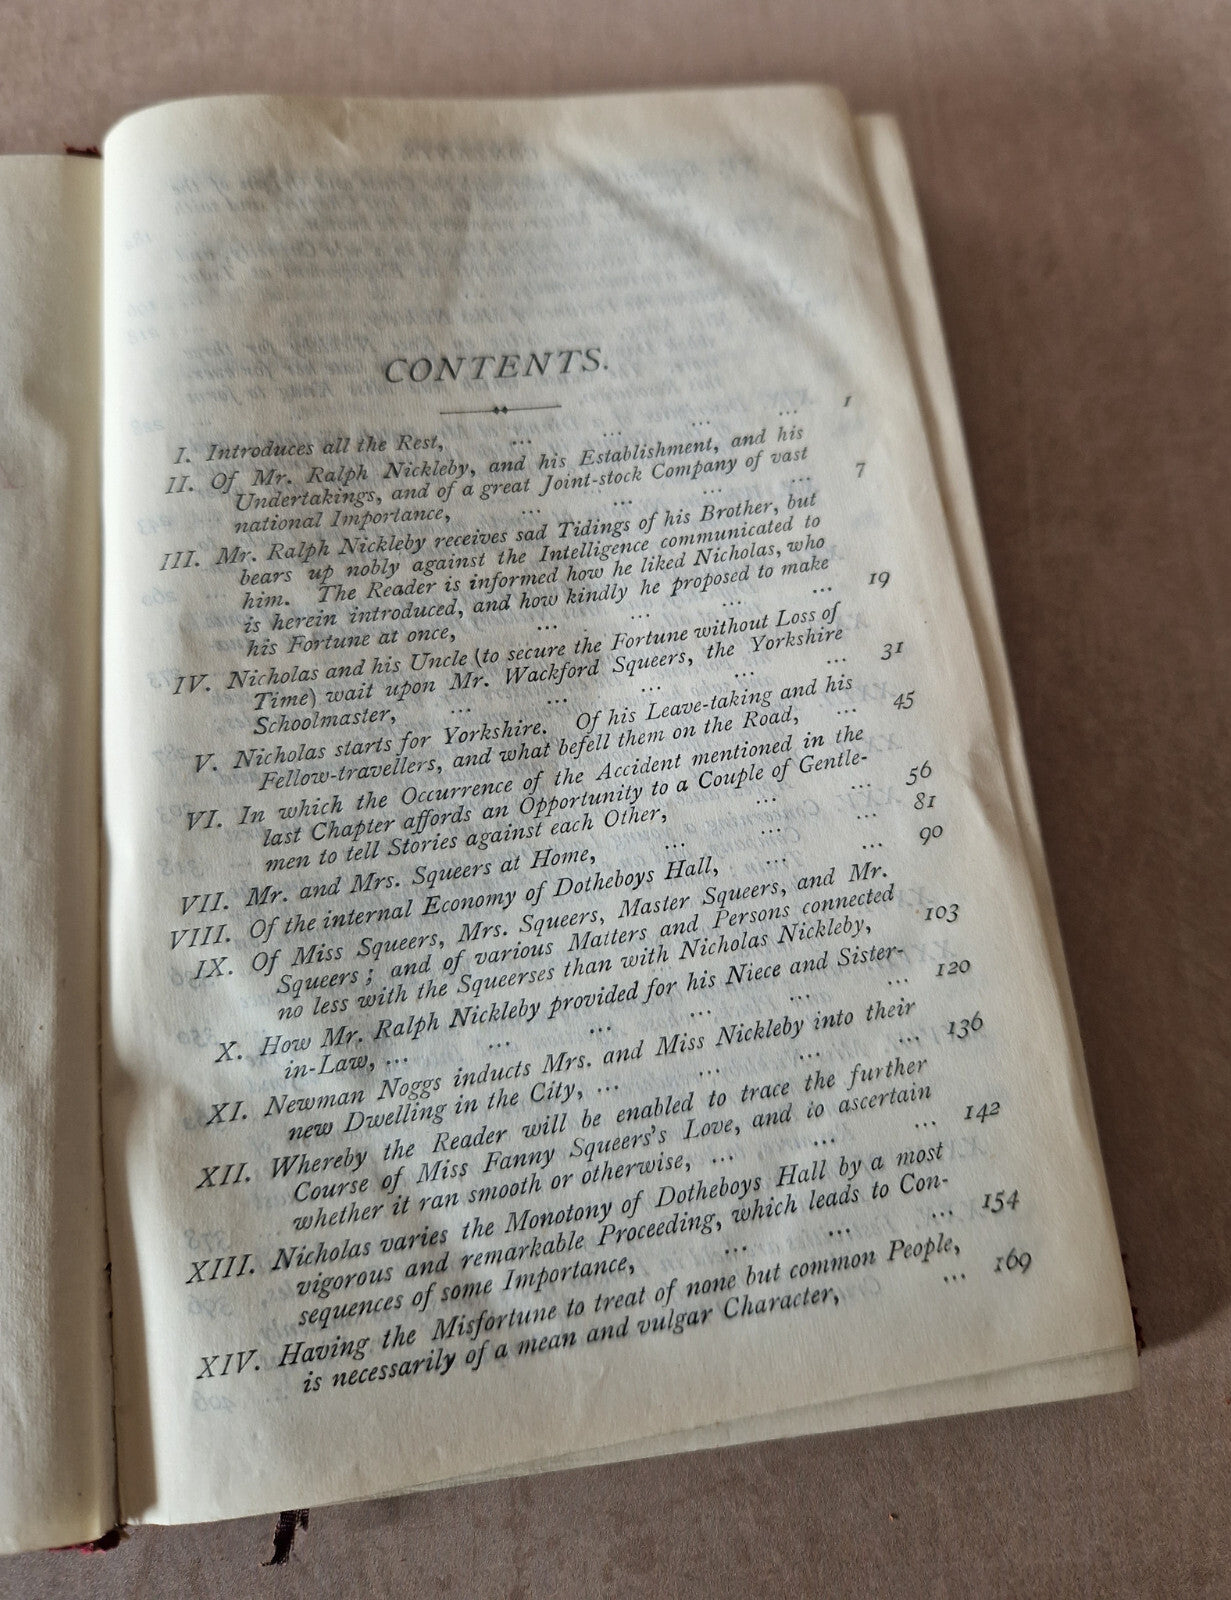 CONTENTS.
I. Introduces all the Rest, ... ... ... ... 1
II. Of Mr. Ralph Nickleby, and his Establishment, and his
Undertakings, and of a great Joint-stock Company of vast
national Importance, ... ... ... ... 7
III. Mr. Ralph Nickleby receives sad Tidings of his Brother, but
bears up nobly against the Intelligence communicated to
him. The Reader is informed how he liked Nicholas, who
is herein introduced, and how kindly he proposed to make
his Fortune at once, ... ... ... ... 19
IV. Nicholas and his Uncle (to secure the Fortune without Loss of
Time) wait upon Mr. Wackford Squeers, the Yorkshire
Schoolmaster, ... ... ... ... ... 31
V. Nicholas starts for Yorkshire. Of his Leave-taking and his
Fellow-travellers, and what befell them on the Road, ... 45
VI. In which the Occurrence of the Accident mentioned in the
last Chapter affords an Opportunity to a Couple of Gentle-
men to tell Stories against each Other, ... ... 56
VII. Mr. and Mrs. Squeers at Home, ... ... ... 81
VIII. Of the internal Economy of Dotheboys Hall, ... ... 90
IX. Of Miss Squeers, Mrs. Squeers, Master Squeers, and Mr.
Squeers; and of various Matters and Persons connected
no less with the Squeerses than with Nicholas Nickleby, 103
X. How Mr. Ralph Nickleby provided for his Niece and Sister-
in-Law, ... ... ... ... ... ... 120
XI. Newman Noggs inducts Mrs. and Miss Nickleby into their
new Dwelling in the City, ... ... ... ... 136
XII. Whereby the Reader will be enabled to trace the further
Course of Miss Fanny Squeers's Love, and to ascertain
whether it ran smooth or otherwise, ... ... ... 142
XIII. Nicholas varies the Monotony of Dotheboys Hall by a most
vigorous and remarkable Proceeding, which leads to Con-
sequences of some Importance, ... ... ... 154
XIV. Having the Misfortune to treat of none but common People,
is necessarily of a mean and vulgar Character, ... 169